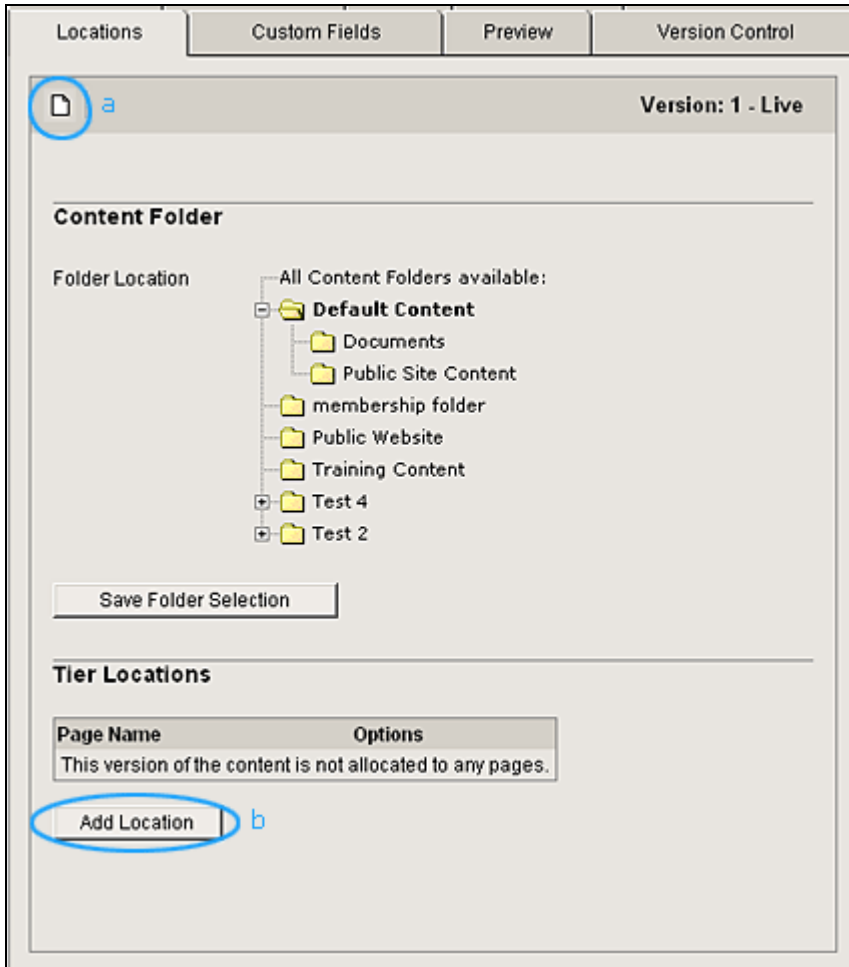 Locations Custom Fields Preview Version Control
a Version: 1 - Live
Content Folder
Folder Location All Content Folders available:
Default Content
Documents
Public Site Content
membership folder
Public Website
Training Content
Test 4
Test 2
Save Folder Selection
Tier Locations
Page Name Options
This version of the content is not allocated to any pages.
Add Location b